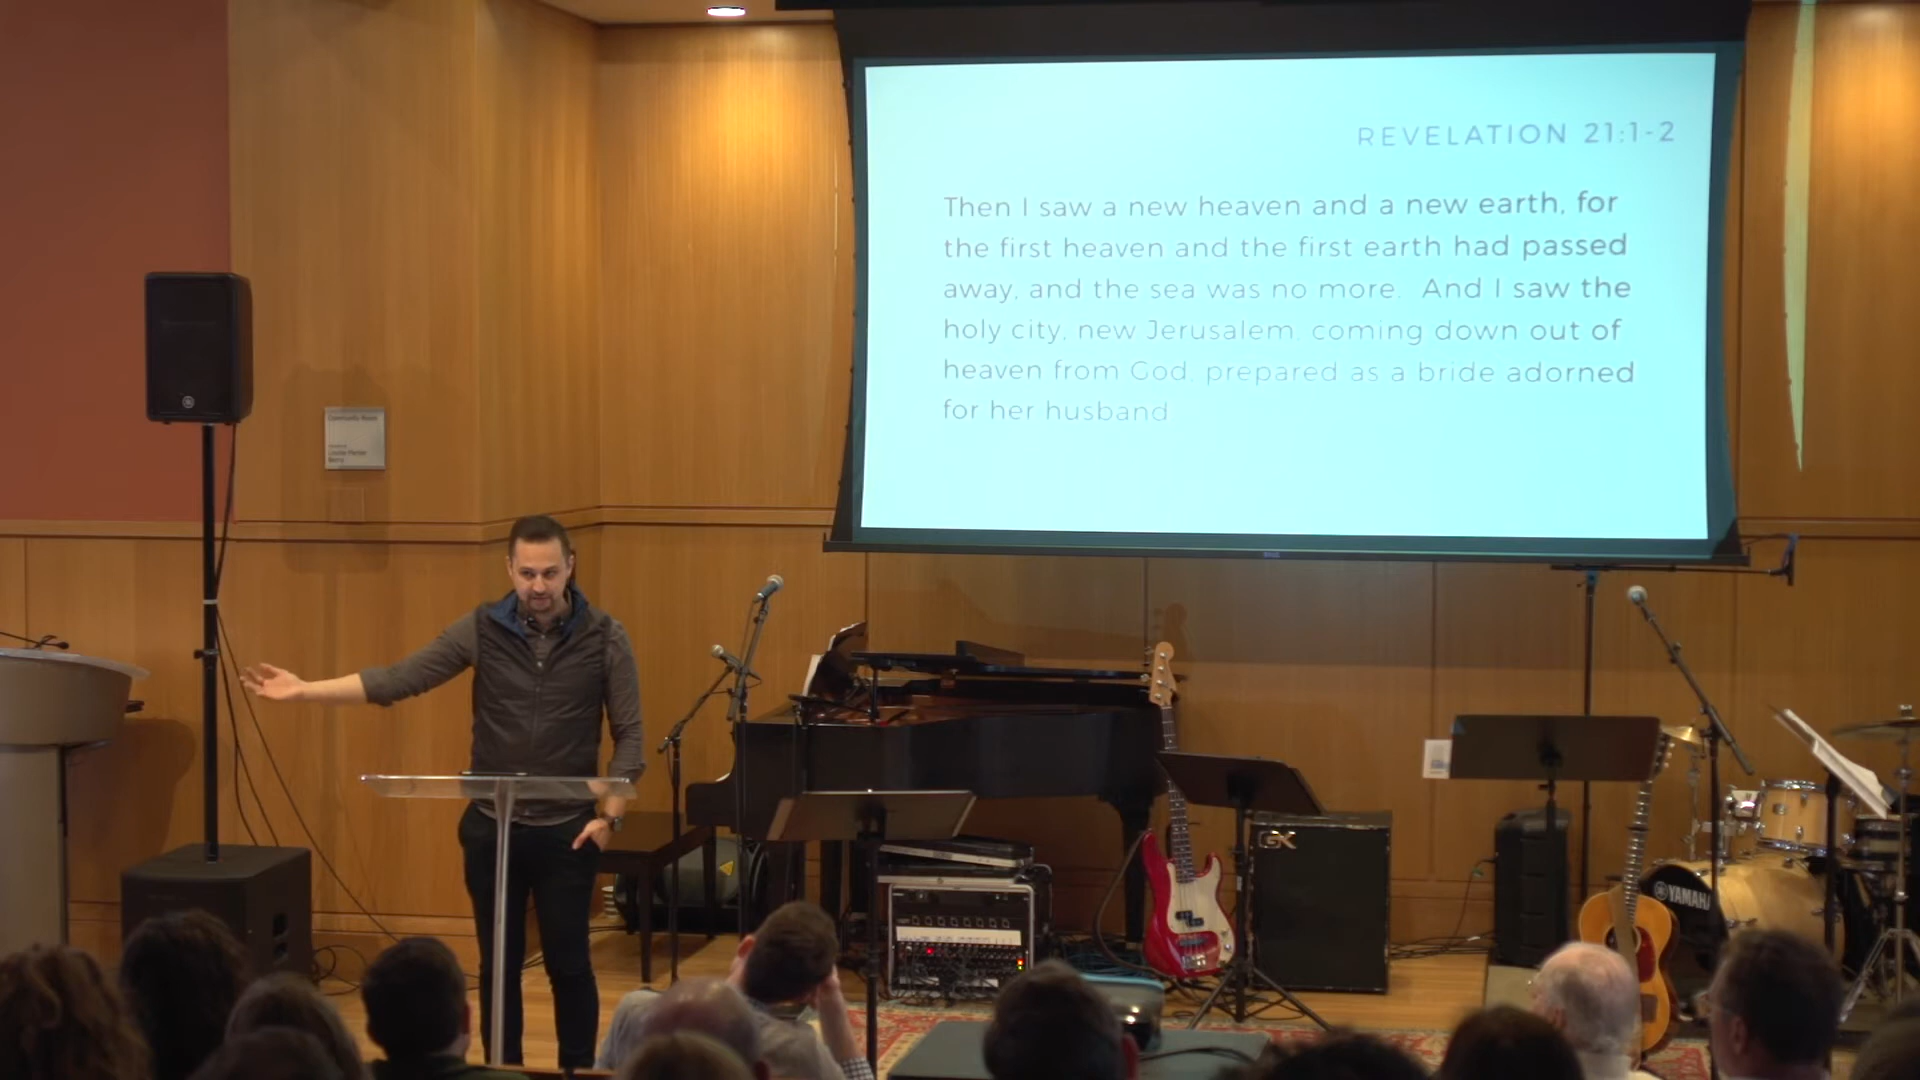 REVELATION 21:1-2
Then I saw a new heaven and a new earth, for
the first heaven and the first earth had passed
away, and the sea was no more. And I saw the
holy city, new Jerusalem, coming down out of
heaven from God, prepared as a bride adorned
for her husband
Community Room
GK
YAMAHA